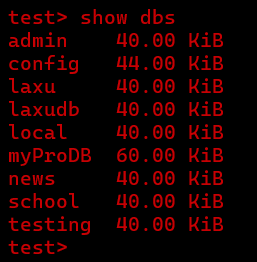 test> show dbs
admin    40.00 KiB
config   44.00 KiB
laxu     40.00 KiB
laxudb   40.00 KiB
local    40.00 KiB
myProDB  60.00 KiB
news     40.00 KiB
school   40.00 KiB
testing  40.00 KiB
test>